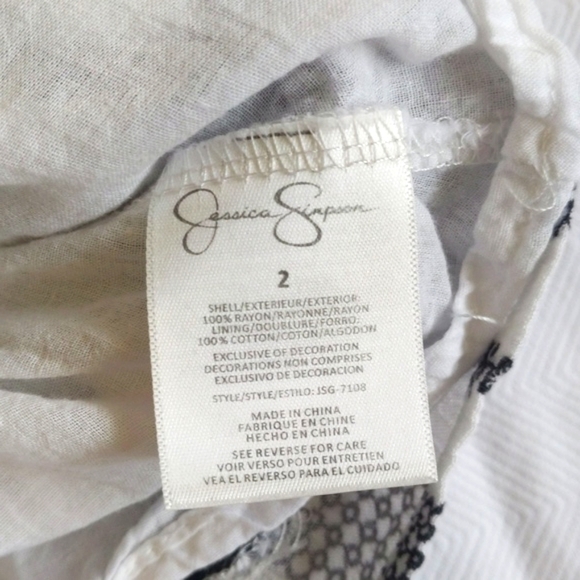 Jessica Simpson
2
SHELL/EXTERIEUR/EXTERIOR:
100% RAYON/RAYONNE/RAYON
LINING/DOUBLURE/FORRO:
100% COTTON/COTON/ALGODON
EXCLUSIVE OF DECORATION
DECORATIONS NON COMPRISES
EXCLUSIVO DE DECORATION
STYLE/STYLE/ESTILO: JSG-7108
MADE IN CHINA
FABRIQUE EN CHINE
HECHO EN CHINA
SEE REVERSE FOR CARE
VOIR VERSO POUR ENTRETIEN
VEA EL REVERSO PARA EL CUIDADO